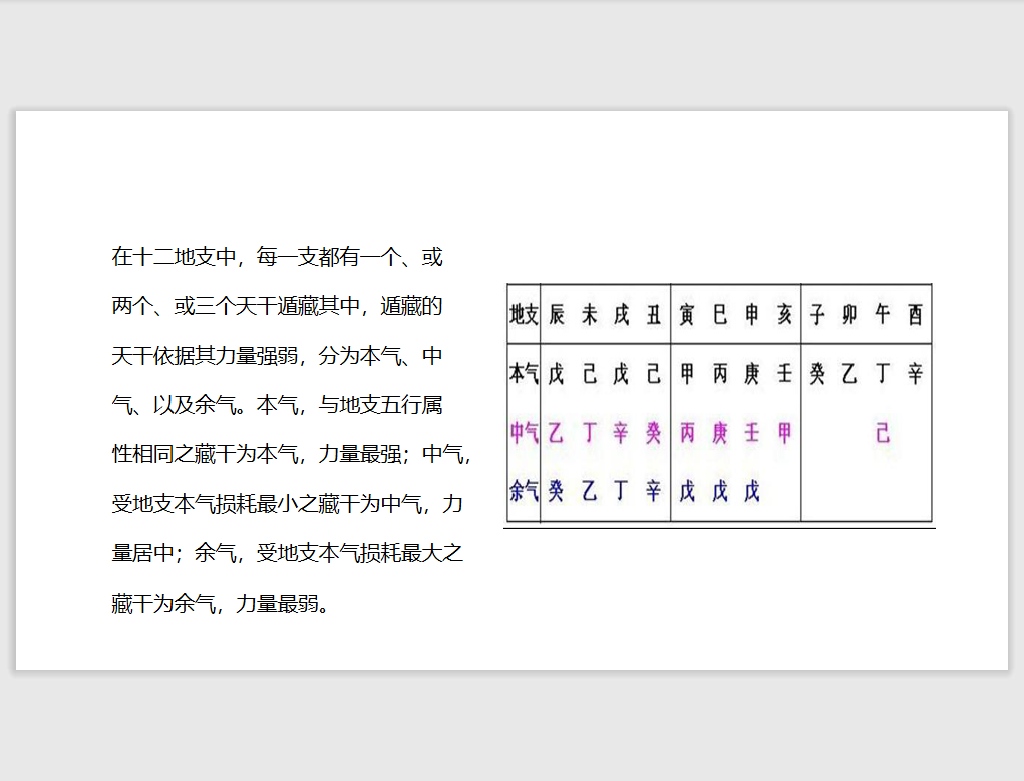 在十二地支中，每一支都有一个、或
两个、或三个天干遁藏其中，遁藏的
天干依据其力量强弱，分为本气、中
气、以及余气。本气，与地支五行属
性相同之藏干为本气，力量最强；中气，
受地支本气损耗最小之藏干为中气，力
量居中；余气，受地支本气损耗最大之
藏干为余气，力量最弱。
地支 辰 未 戌 丑 寅 巳 申 亥 子 卯 午 酉
本气 戊 己 戊 己 甲 丙 庚 壬 癸 乙 丁 辛
中气 乙 丁 辛 癸 丙 庚 壬 甲 己
余气 癸 乙 丁 辛 戊 戊 戊